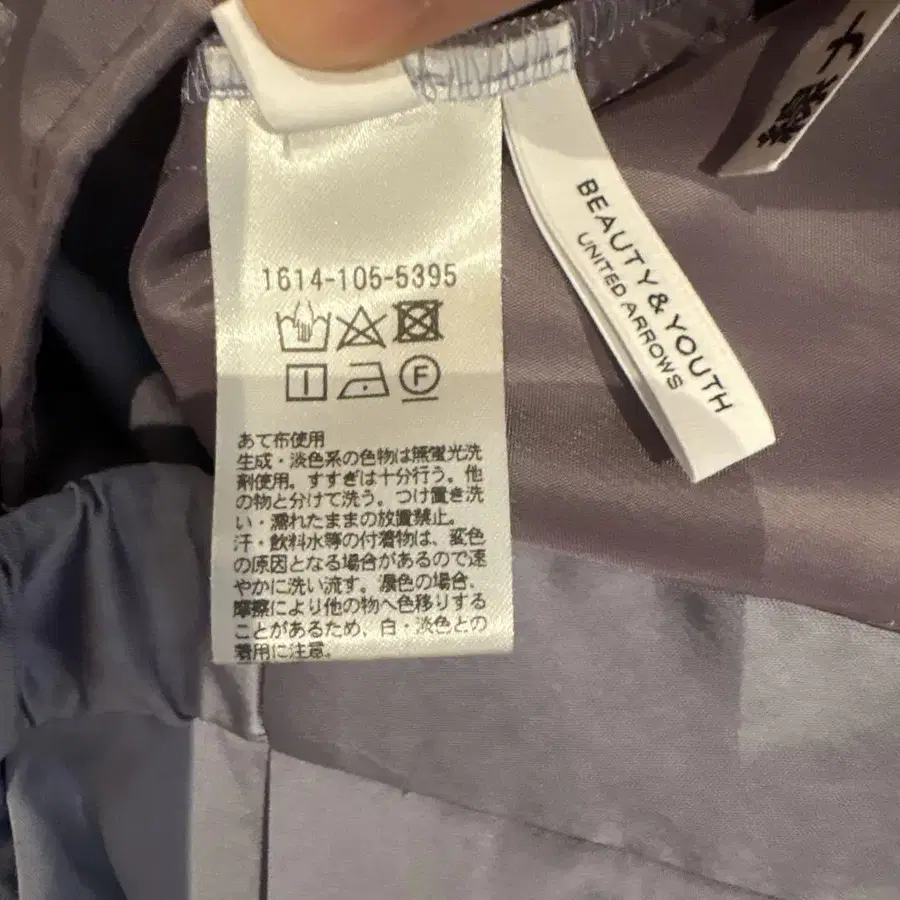 1614-105-5395
あて布使用
生成・淡色系の色物は無蛍光洗
剤使用。すすぎは十分行う。他
の物と分けて洗う。つけ置き洗
い・濡れたままの放置禁止。
汗・飲料水等の付着物は、変色
の原因となる場合があるので速
やかに洗い流す。濃色の場合、
摩擦により他の物へ色移りする
ことがあるため、白・淡色との
着用に注意。
BEAUTY & YOUTH
UNITED ARROWS